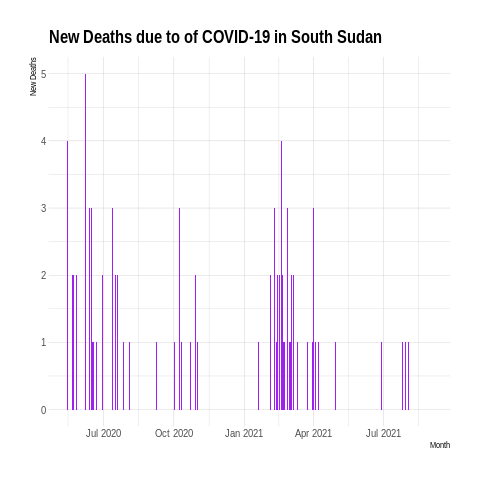 New Deaths due to of COVID-19 in South Sudan
New Deaths
5
4
3
2
1
0
Jul 2020 Oct 2020 Jan 2021 Apr 2021 Jul 2021
Month